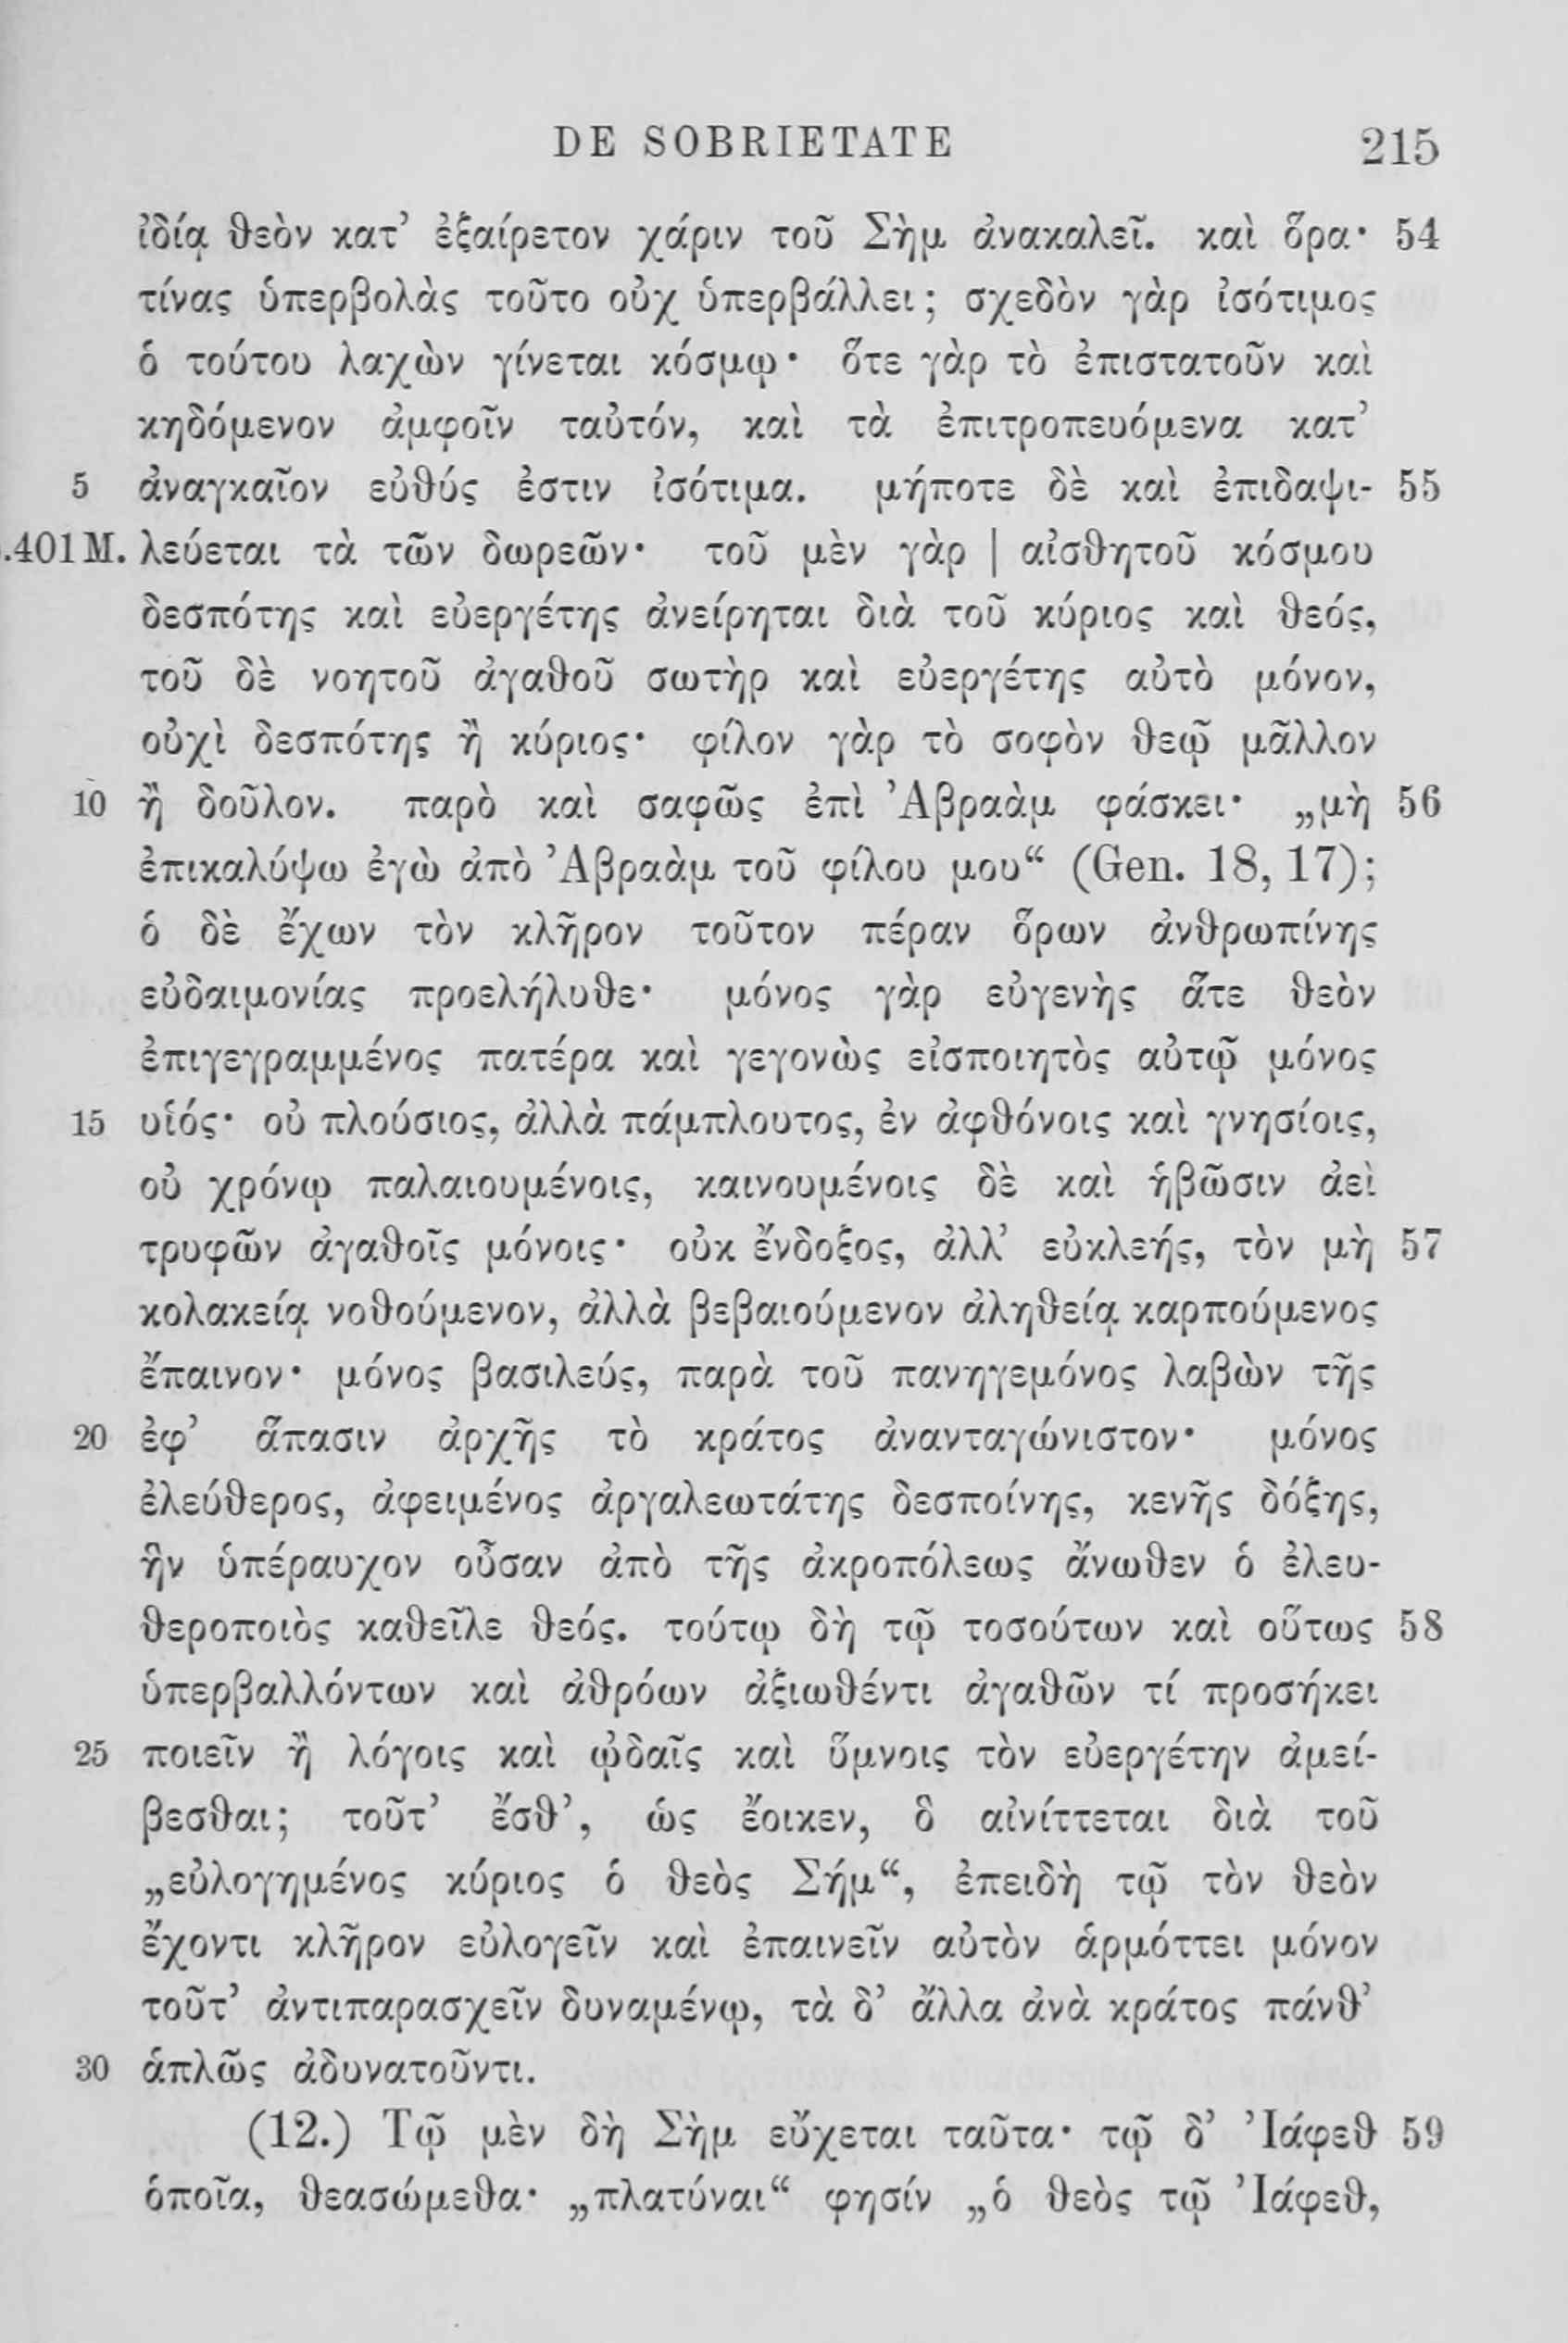 DE SOBRIETATE 215
ἰδίᾳ θεὸν κατ’ ἐξαίρετον χάριν τοῦ Σὴμ ἀνακαλεῖ. καὶ ὅρα· 54
τίνας ὑπερβολὰς τοῦτο οὐχ ὑπερβάλλει; σχεδὸν γὰρ ἰσότιμος
ὁ τούτου λαχὼν γίνεται κόσμῳ· ὅτε γὰρ τὸ ἐπιστατοῦν καὶ
κηδόμενον ἀμφοῖν ταὐτόν, καὶ τὰ ἐπιτροπευόμενα κατ’
5 ἀναγκαῖον εὐθύς ἐστιν ἰσότιμα. μήποτε δὲ καὶ ἐπιδαψι- 55
.401 M. λεύεται τὰ τῶν δωρεῶν· τοῦ μὲν γὰρ | αἰσθητοῦ κόσμου
δεσπότης καὶ εὐεργέτης ἀνείρηται διὰ τοῦ κύριος καὶ θεός,
τοῦ δὲ νοητοῦ ἀγαθοῦ σωτὴρ καὶ εὐεργέτης αὐτὸ μόνον,
οὐχὶ δεσπότης ἢ κύριος· φίλον γὰρ τὸ σοφὸν θεῷ μᾶλλον
10 ἢ δοῦλον. παρὸ καὶ σαφῶς ἐπὶ Ἀβραὰμ φάσκει· „μὴ 56
ἐπικαλύψω ἐγὼ ἀπὸ Ἀβραὰμ τοῦ φίλου μου“ (Gen. 18, 17);
ὁ δὲ ἔχων τὸν κλῆρον τοῦτον πέραν ὅρων ἀνθρωπίνης
εὐδαιμονίας προελήλυθε· μόνος γὰρ εὐγενὴς ἅτε θεὸν
ἐπιγεγραμμένος πατέρα καὶ γεγονὼς εἰσποιητὸς αὐτῷ μόνος
15 υἱός· οὐ πλούσιος, ἀλλὰ πάμπλουτος, ἐν ἀφθόνοις καὶ γνησίοις,
οὐ χρόνῳ παλαιουμένοις, καινουμένοις δὲ καὶ ἡβῶσιν ἀεὶ
τρυφῶν ἀγαθοῖς μόνοις· οὐκ ἔνδοξος, ἀλλ’ εὐκλεής, τὸν μὴ 57
κολακείᾳ νοθούμενον, ἀλλὰ βεβαιούμενον ἀληθείᾳ καρπούμενος
ἔπαινον· μόνος βασιλεύς, παρὰ τοῦ πανηγεμόνος λαβὼν τῆς
20 ἐφ’ ἅπασιν ἀρχῆς τὸ κράτος ἀνανταγώνιστον· μόνος
ἐλεύθερος, ἀφειμένος ἀργαλεωτάτης δεσποίνης, κενῆς δόξης,
ἣν ὑπέραυχον οὖσαν ἀπὸ τῆς ἀκροπόλεως ἄνωθεν ὁ ἐλευ-
θεροποιὸς καθεῖλε θεός. τούτῳ δὴ τῷ τοσούτων καὶ οὕτως 58
ὑπερβαλλόντων καὶ ἀθρόων ἀξιωθέντι ἀγαθῶν τί προσήκει
25 ποιεῖν ἢ λόγοις καὶ ᾠδαῖς καὶ ὕμνοις τὸν εὐεργέτην ἀμεί-
βεσθαι; τοῦτ’ ἔσθ’, ὡς ἔοικεν, ὃ αἰνίττεται διὰ τοῦ
„εὐλογημένος κύριος ὁ θεὸς Σήμ“, ἐπειδὴ τῷ τὸν θεὸν
ἔχοντι κλῆρον εὐλογεῖν καὶ ἐπαινεῖν αὐτὸν ἁρμόττει μόνον
τοῦτ’ ἀντιπαρασχεῖν δυναμένῳ, τὰ δ’ ἄλλα ἀνὰ κράτος πάνθ’
30 ἁπλῶς ἀδυνατοῦντι.
(12.) Τῷ μὲν δὴ Σὴμ εὔχεται ταῦτα· τῷ δ’ Ἰάφεθ 59
ὁποῖα, θεασώμεθα· „πλατύναι“ φησίν „ὁ θεὸς τῷ Ἰάφεθ,